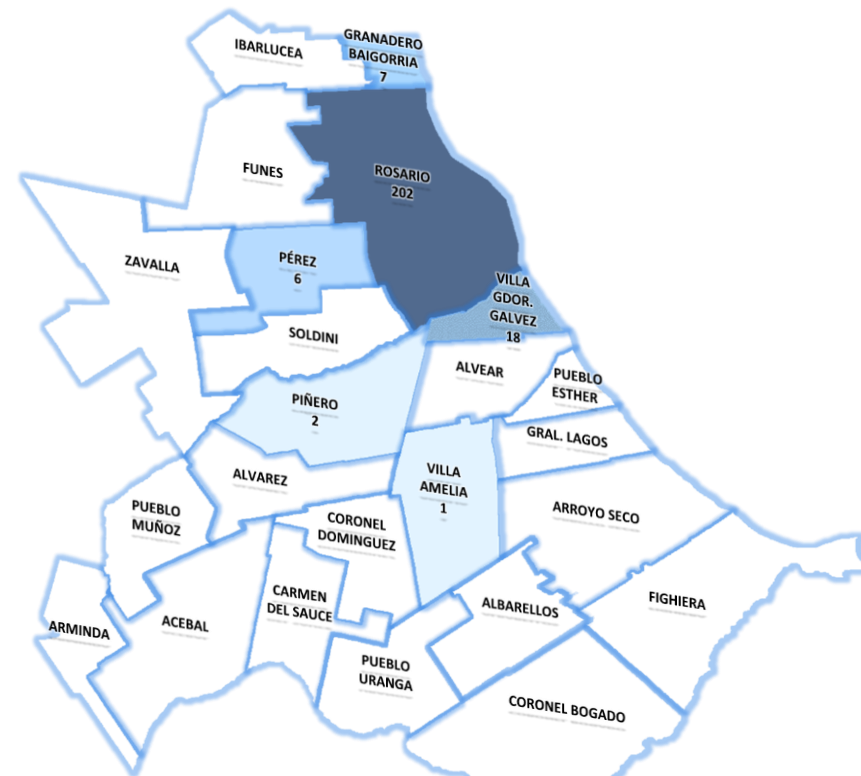 IBARLUCEA
GRANADERO
BAIGORRIA
7
FUNES
ROSARIO
202
ZAVALLA
PÉREZ
6
VILLA
GDOR.
GALVEZ
18
SOLDINI
ALVEAR
PUEBLO
ESTHER
PIÑERO
2
GRAL. LAGOS
ALVAREZ
VILLA
AMELIA
1
PUEBLO
MUÑOZ
CORONEL
DOMINGUEZ
ARROYO SECO
CARMEN
DEL SAUCE
ALBARELLOS
FIGHIERA
ARMINDA
ACEBAL
PUEBLO
URANGA
CORONEL BOGADO